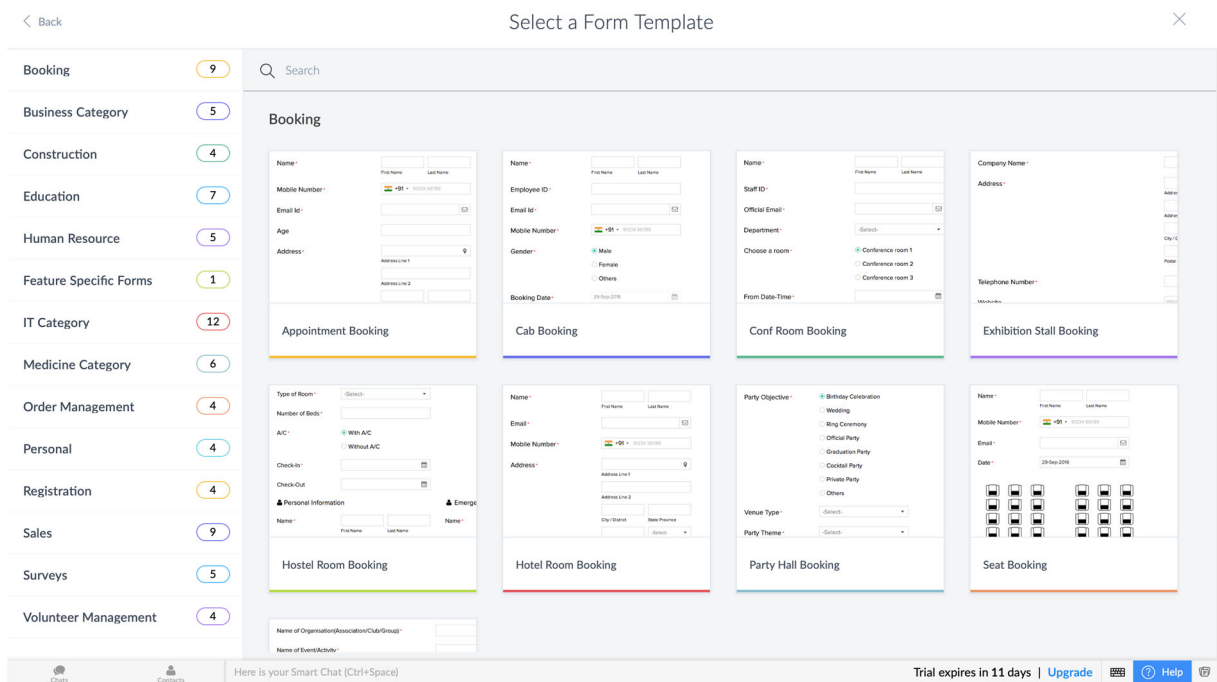 Back
Select a Form Template
Booking 9
Business Category 5
Construction 4
Education 7
Human Resource 5
Feature Specific Forms 1
IT Category 12
Medicine Category 6
Order Management 4
Personal 4
Registration 4
Sales 9
Surveys 5
Volunteer Management 4
Search
Booking
Name*
First Name Last Name
Mobile Number* +91
Email Id*
Age
Address*
Address Line 1
Address Line 2
Appointment Booking
Name*
First Name Last Name
Employee ID*
Email Id*
Mobile Number* +91
Gender* Male
Female
Others
Booking Date* 29-Sep-2016
Cab Booking
Name*
First Name Last Name
Staff ID*
Official Email*
Department* -Select-
Choose a room* Conference room 1
Conference room 2
Conference room 3
From Date-Time*
Conf Room Booking
Company Name*
Address*
Telephone Number*
Website
Exhibition Stall Booking
Type of Room* -Select-
Number of Beds*
A/C* With A/C
Without A/C
Check-In*
Check-Out
Personal Information Emerge
Name* Name*
First Name Last Name
Hostel Room Booking
Name*
First Name Last Name
Email*
Mobile Number* +91
Address*
Address Line 1
Address Line 2
City / District State Province
-Select-
Hotel Room Booking
Party Objective* Birthday Celebration
Wedding
Ring Ceremony
Official Party
Graduation Party
Cocktail Party
Private Party
Others
Venue Type* -Select-
Party Theme* -Select-
Party Hall Booking
Name*
First Name Last Name
Mobile Number* +91
Email*
Date* 29-Sep-2016
Seat Booking
Name of Organisation(Association/Club/Group)*
Name of Event/Activity*
Chats
Contacts
Here is your Smart Chat (Ctrl+Space)
Trial expires in 11 days | Upgrade
Help